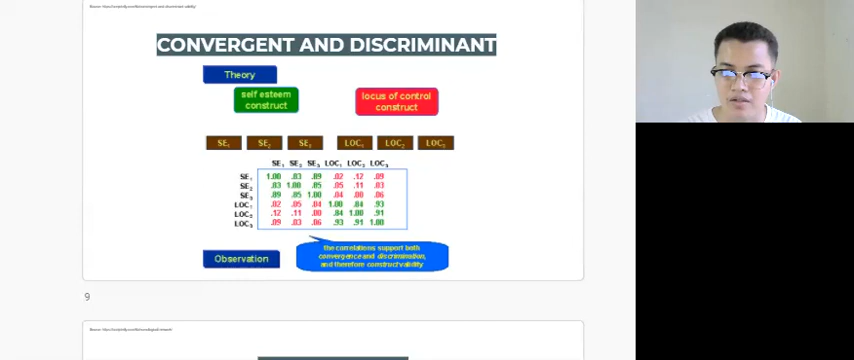 CONVERGENT AND DISCRIMINANT
Theory
self esteem
construct
locus of control
construct
SE₁ SE₂ SE₃ LOC₁ LOC₂ LOC₃
SE₁ SE₂ SE₃ LOC₁ LOC₂ LOC₃
SE₁ 1.00 .83 .89 .02 .12 .09
SE₂ .83 1.00 .85 .05 .11 .03
SE₃ .89 .85 1.00 .04 .00 .06
LOC₁ .02 .05 .04 1.00 .84 .93
LOC₂ .12 .11 .00 .84 1.00 .91
LOC₃ .09 .03 .06 .93 .91 1.00
the correlations support both
convergence and discrimination,
and therefore construct validity
Observation
9